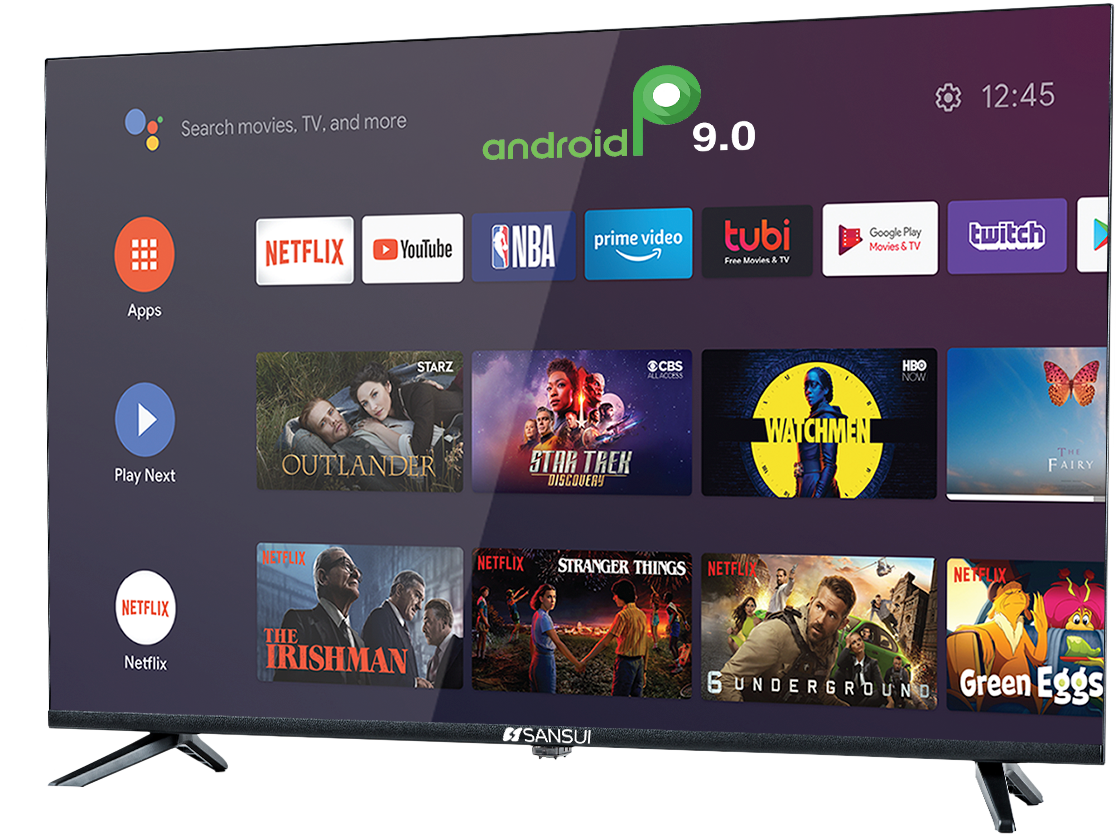 Search movies, TV, and more
android 9.0
12:45
NETFLIX
YouTube
NBA
prime video
tubi
Free Movies & TV
Google Play
Movies & TV
twitch
Apps
STARZ
OUTLANDER
CBS
ALL ACCESS
STAR TREK
DISCOVERY
HBO
NOW
WATCHMEN
THE
FAIRY
Play Next
NETFLIX
Netflix
NETFLIX
THE
IRISHMAN
NETFLIX
STRANGER THINGS
NETFLIX
6 UNDERGROUND
NETFLIX
Green Eggs
SANSUI